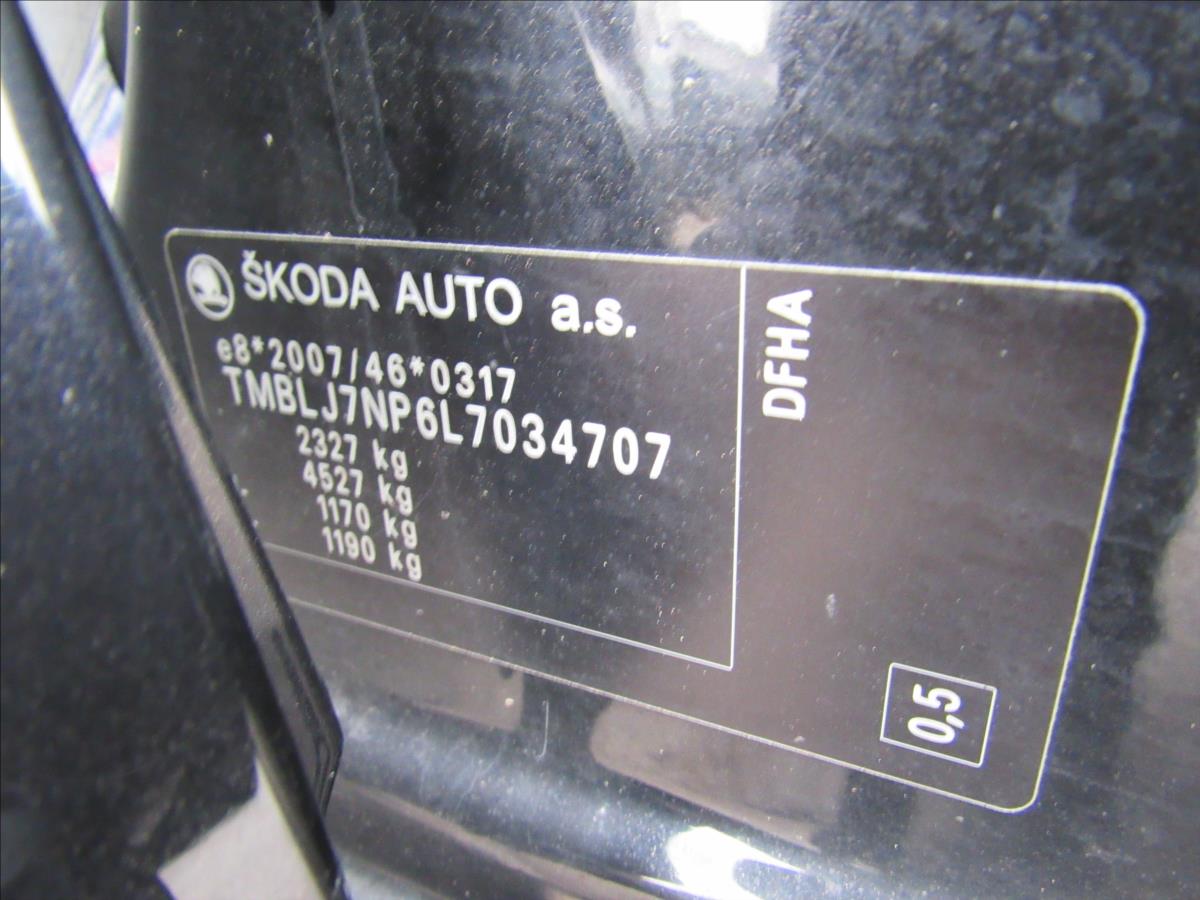 ŠKODA AUTO a.s.
e8*2007/46*0317
TMBLJ7NP6L7034707
2327 kg
4527 kg
1170 kg
1190 kg
DFHA
0,5